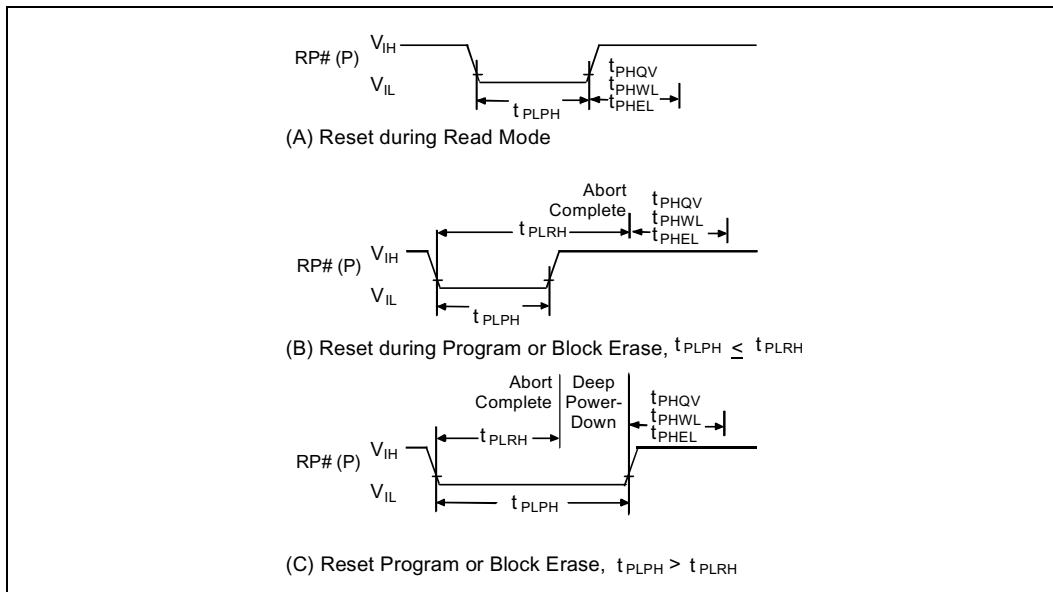 RP# (P)
V_IH
V_IL
t_PLPH
t_PHQV
t_PHWL
t_PHEL
(A) Reset during Read Mode
Abort
Complete
t_PLRH
t_PHQV
t_PHWL
t_PHEL
RP# (P)
V_IH
V_IL
t_PLPH
(B) Reset during Program or Block Erase, t_PLPH ≤ t_PLRH
Abort
Complete
Deep
Power-
Down
t_PLRH
t_PHQV
t_PHWL
t_PHEL
RP# (P)
V_IH
V_IL
t_PLPH
(C) Reset Program or Block Erase, t_PLPH > t_PLRH